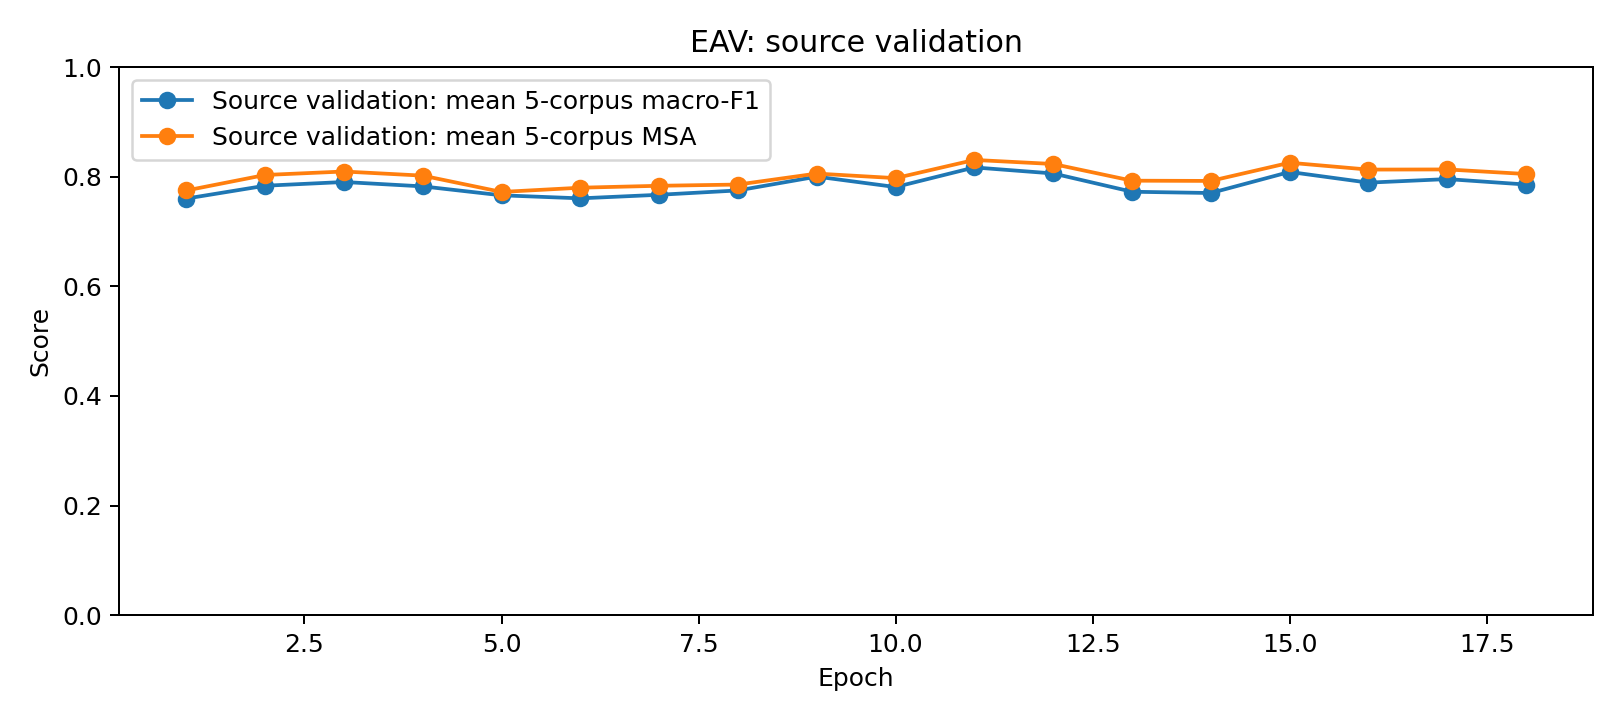 EAV: source validation
1.0
0.8
0.6
0.4
0.2
0.0
Score
Source validation: mean 5-corpus macro-F1
Source validation: mean 5-corpus MSA
2.5 5.0 7.5 10.0 12.5 15.0 17.5
Epoch